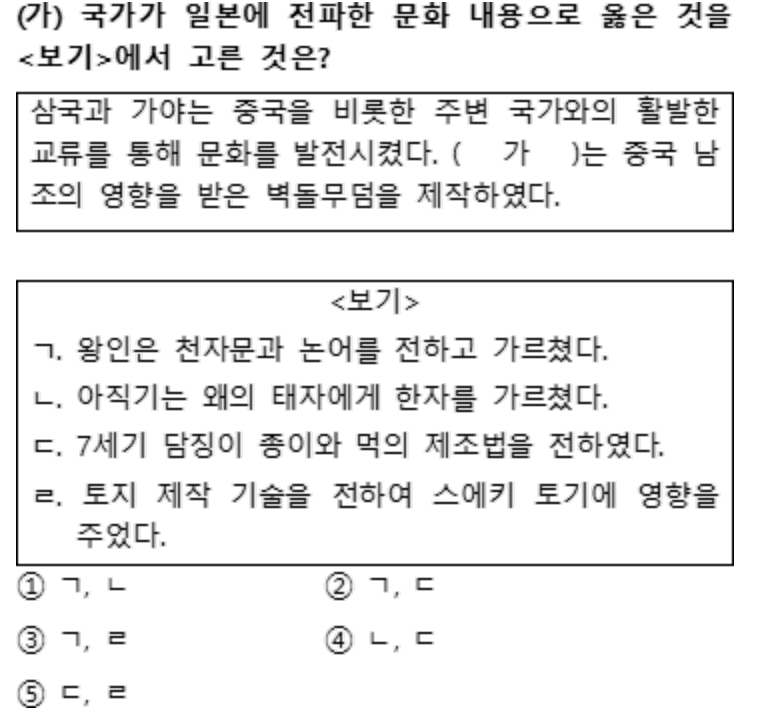 (가) 국가가 일본에 전파한 문화 내용으로 옳은 것을
<보기>에서 고른 것은?
삼국과 가야는 중국을 비롯한 주변 국가와의 활발한
교류를 통해 문화를 발전시켰다. ( 가 )는 중국 남
조의 영향을 받은 벽돌무덤을 제작하였다.
<보기>
ㄱ. 왕인은 천자문과 논어를 전하고 가르쳤다.
ㄴ. 아직기는 왜의 태자에게 한자를 가르쳤다.
ㄷ. 7세기 담징이 종이와 먹의 제조법을 전하였다.
ㄹ. 토지 제작 기술을 전하여 스에키 토기에 영향을
주었다.
① ㄱ, ㄴ ② ㄱ, ㄷ
③ ㄱ, ㄹ ④ ㄴ, ㄷ
⑤ ㄷ, ㄹ